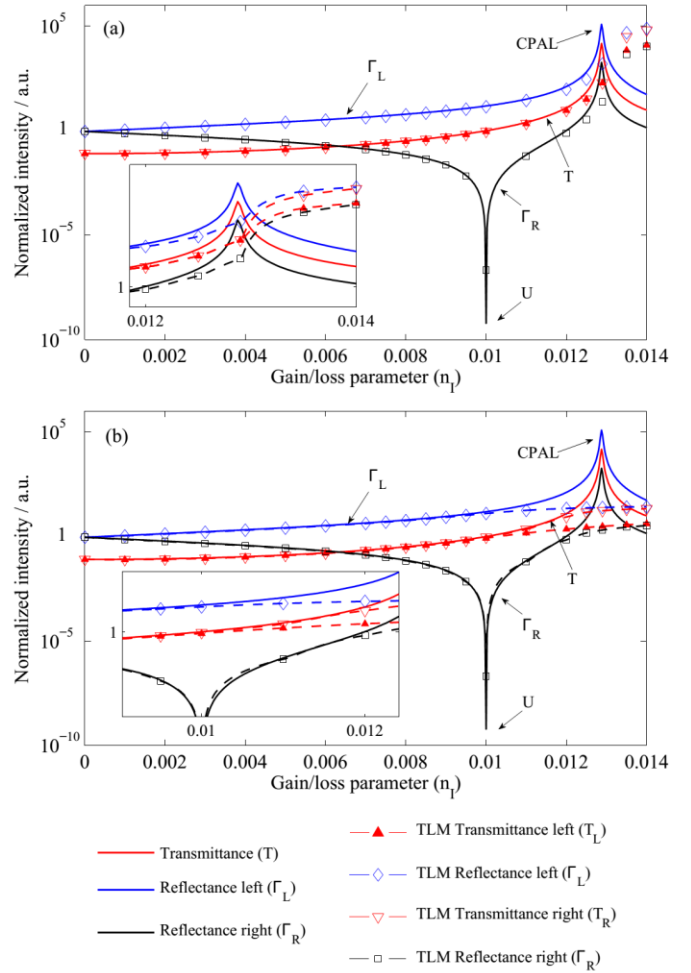 (a)
10^5
CPAL
Γ_L
1
T
Γ_R
10^-5
U
1
0.012
0.014
10^-10
0
0.002
0.004
0.006
0.008
0.01
0.012
0.014
Normalized intensity / a.u.
Gain/loss parameter (n_I)
(b)
10^5
CPAL
Γ_L
1
T
Γ_R
10^-5
U
1
0.01
0.012
10^-10
0
0.002
0.004
0.006
0.008
0.01
0.012
0.014
Normalized intensity / a.u.
Gain/loss parameter (n_I)
Transmittance (T)
Reflectance left (Γ_L)
Reflectance right (Γ_R)
TLM Transmittance left (T_L)
TLM Reflectance left (Γ_L)
TLM Transmittance right (T_R)
TLM Reflectance right (Γ_R)